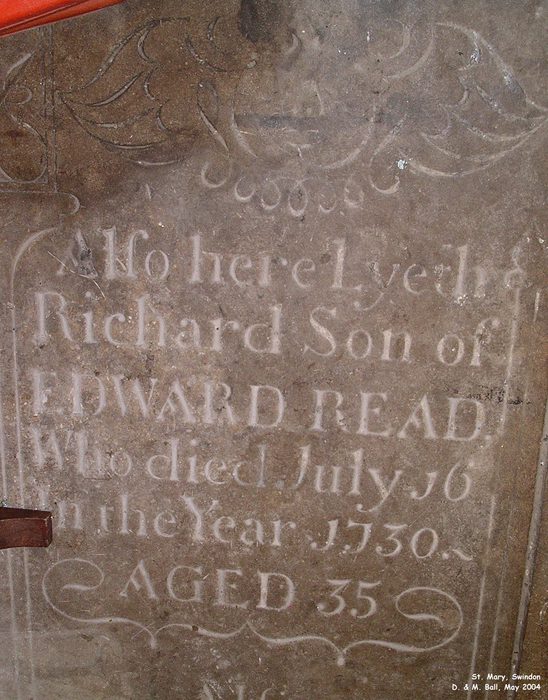 Also here Lyeth ye
Richard Son of
EDWARD READ.
Who died July 16
In the Year 1730.
AGED 35
St. Mary, Swindon
D. & M. Ball, May 2004